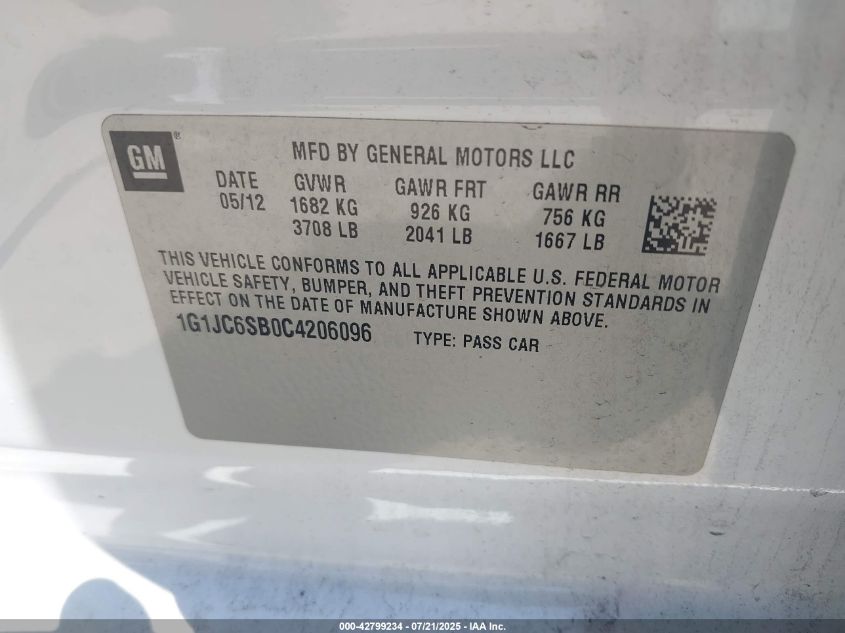 GM®
MFD BY GENERAL MOTORS LLC
DATE GVWR GAWR FRT GAWR RR
05/12 1682 KG 926 KG 756 KG
3708 LB 2041 LB 1667 LB
THIS VEHICLE CONFORMS TO ALL APPLICABLE U.S. FEDERAL MOTOR
VEHICLE SAFETY, BUMPER, AND THEFT PREVENTION STANDARDS IN
EFFECT ON THE DATE OF MANUFACTURE SHOWN ABOVE.
1G1JC6SB0C4206096 TYPE: PASS CAR
000-42799234 - 07/21/2025 - IAA Inc.